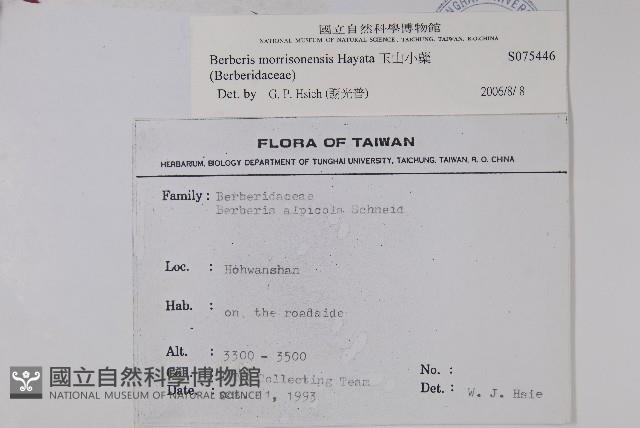 國立自然科學博物館
NATIONAL MUSEUM OF NATURAL SCIENCE, TAICHUNG, TAIWAN, R.O.CHINA
Berberis morrisonensis Hayata 玉山小蘗 S075446
(Berberidaceae)
Det. by G. P. Hsieh (謝光普) 2006/8/8
FLORA OF TAIWAN
HERBARIUM, BIOLOGY DEPARTMENT OF TUNGHAI UNIVERSITY, TAICHUNG, TAIWAN, R. O. CHINA
Family: Berberidaceae
Berberis alpicola Schneid
Loc. : Hohwanshan
Hab. : on the roadside
Alt. : 3300 - 3500
Coll. : Collecting Team No. :
Date. : 11, 1993 Det. : W. J. Hsie
國立自然科學博物館
NATIONAL MUSEUM OF NATURAL SCIENCE